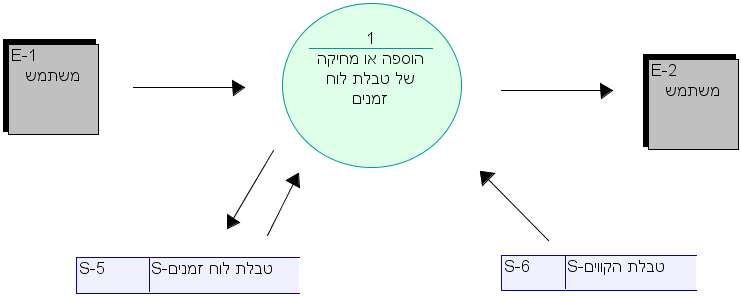 E-1
משתמש
1
הוספה או מחיקה
של טבלת לוח
זמנים
E-2
משתמש
S-5
טבלת לוח זמנים-S
S-6
טבלת הקווים-S